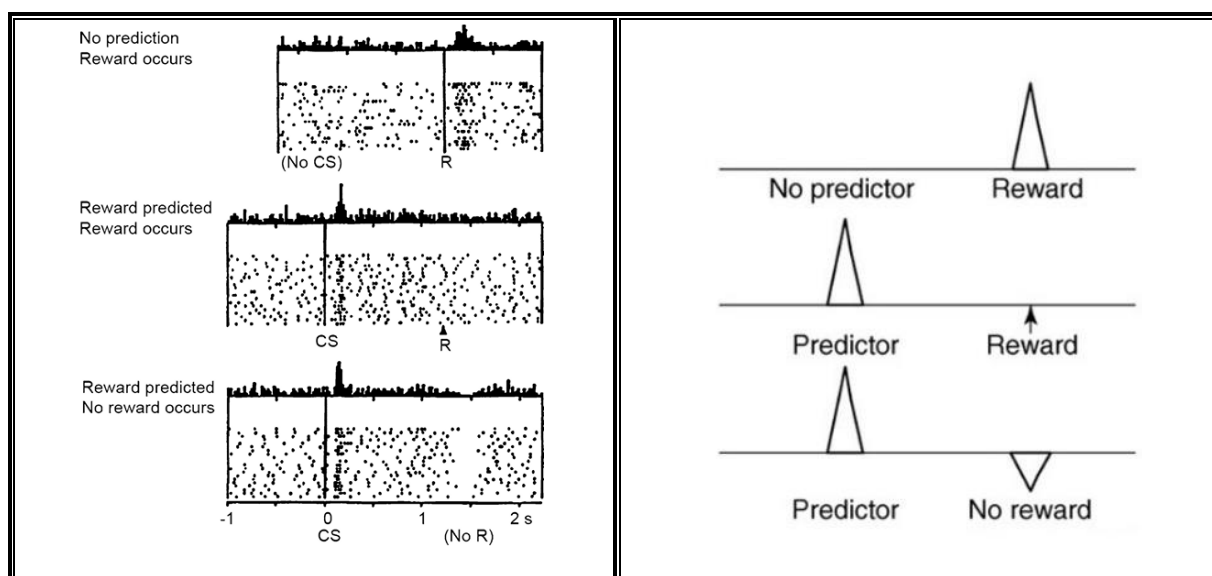 No prediction
Reward occurs
(No CS) R
Reward predicted
Reward occurs
CS R
Reward predicted
No reward occurs
-1 0 1 2 s
CS (No R)
No predictor Reward
Predictor Reward
Predictor No reward